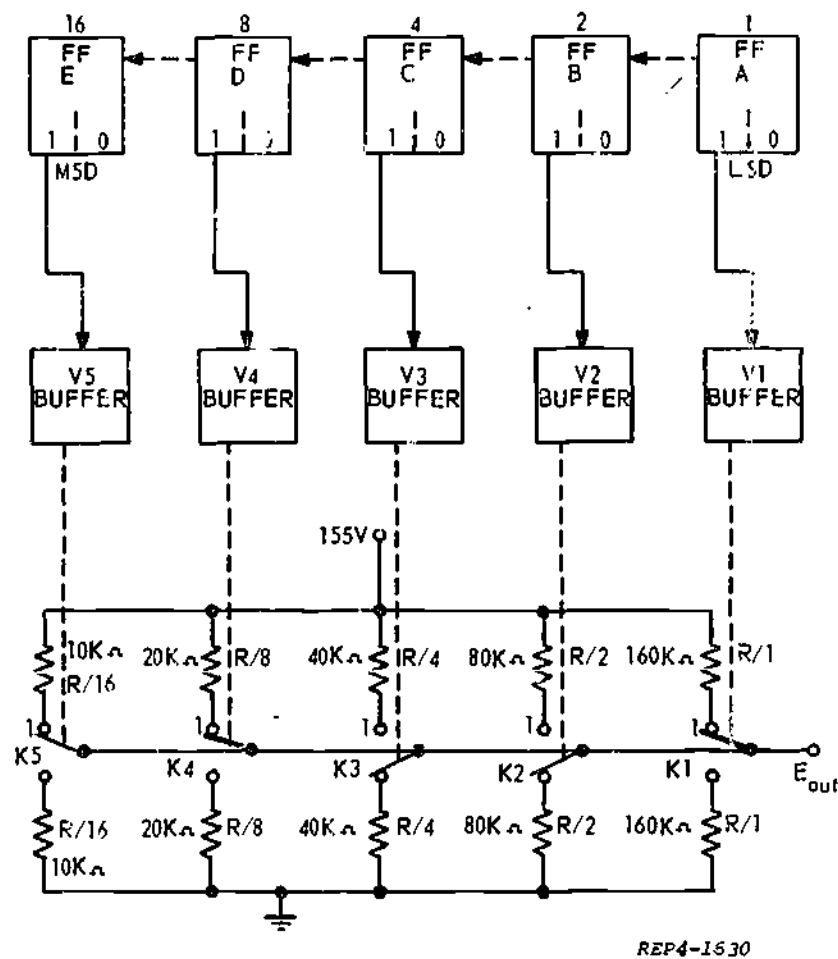 16 8 4 2 1
FF FF FF FF FF
E D C B A
1 0 1 1 0 1 0 1 0
MSD LSD
V5 V4 V3 V2 V1
BUFFER BUFFER BUFFER BUFFER BUFFER
155V
10KΩ 20KΩ R/8 40KΩ R/4 80KΩ R/2 160KΩ R/1
R/16
1 1 1 1 1
K5 K4 K3 K2 K1 Eout
R/16 20KΩ R/8 40KΩ R/4 80KΩ R/2 160KΩ R/1
10KΩ
REP4-1630